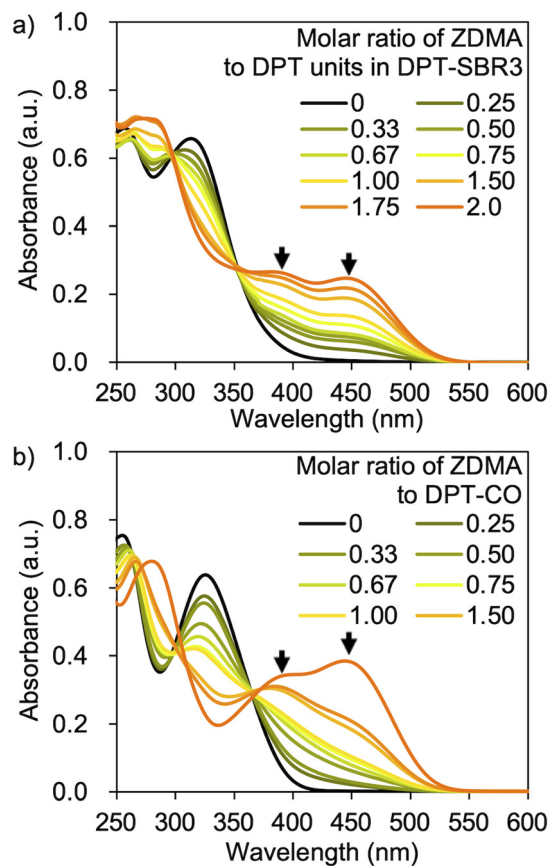 a)
Molar ratio of ZDMA
to DPT units in DPT-SBR3
0 0.25
0.33 0.50
0.67 0.75
1.00 1.50
1.75 2.0
Absorbance (a.u.)
1.0
0.8
0.6
0.4
0.2
0.0
250 300 350 400 450 500 550 600
Wavelength (nm)
b)
Molar ratio of ZDMA
to DPT-CO
0 0.25
0.33 0.50
0.67 0.75
1.00 1.50
Absorbance (a.u.)
1.0
0.8
0.6
0.4
0.2
0.0
250 300 350 400 450 500 550 600
Wavelength (nm)